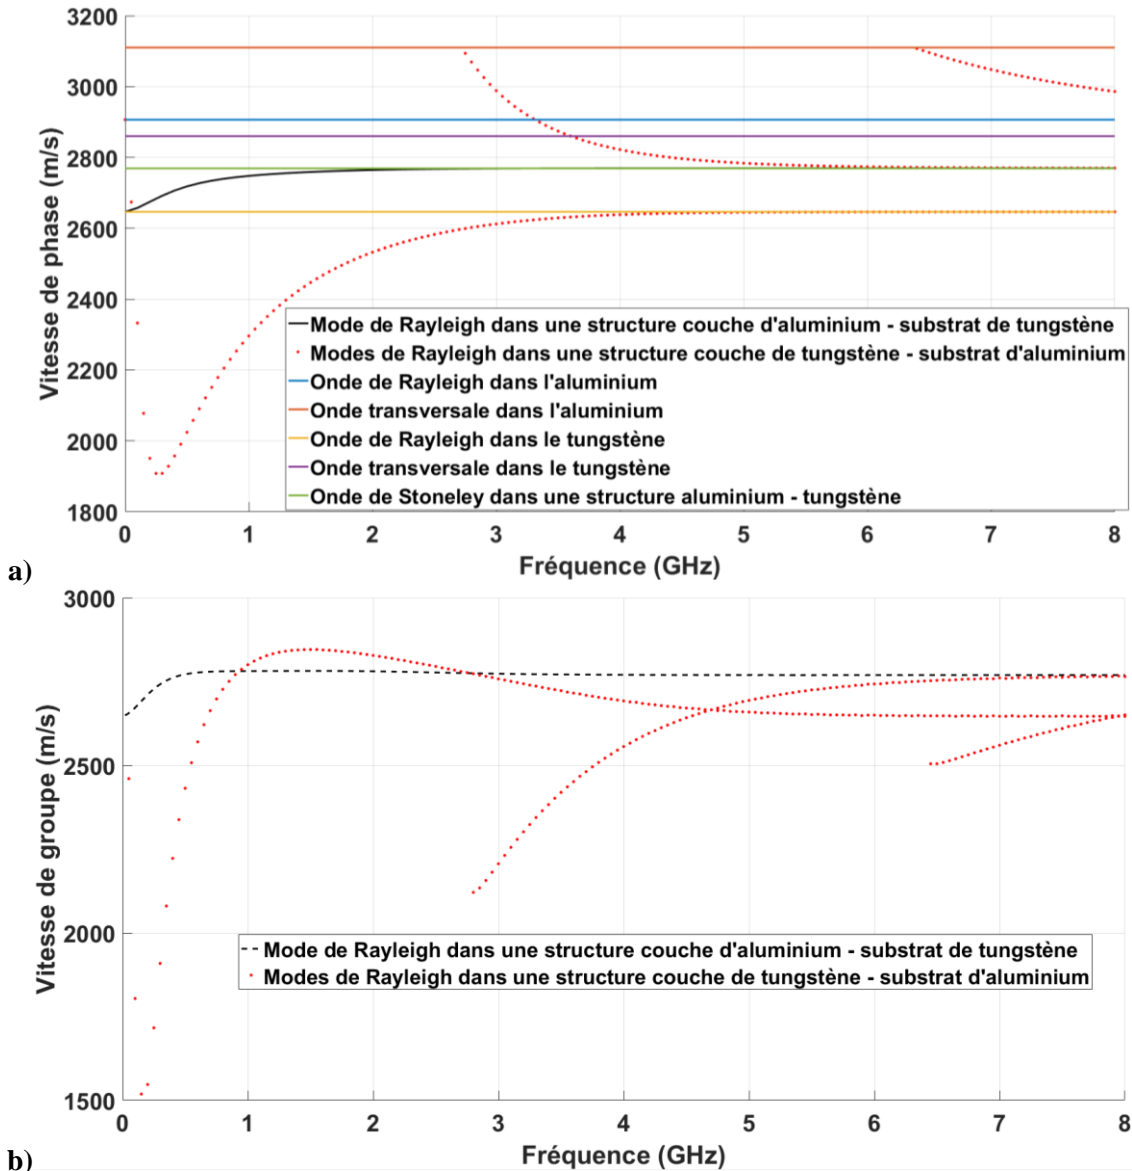 3200
3000
2800
2600
2400
2200
2000
1800
Vitesse de phase (m/s)
Mode de Rayleigh dans une structure couche d'aluminium - substrat de tungstène
Modes de Rayleigh dans une structure couche de tungstène - substrat d'aluminium
Onde de Rayleigh dans l'aluminium
Onde transversale dans l'aluminium
Onde de Rayleigh dans le tungstène
Onde transversale dans le tungstène
Onde de Stoneley dans une structure aluminium - tungstène
0 1 2 3 4 5 6 7 8
Fréquence (GHz)
a)
3000
2500
2000
1500
Vitesse de groupe (m/s)
Mode de Rayleigh dans une structure couche d'aluminium - substrat de tungstène
Modes de Rayleigh dans une structure couche de tungstène - substrat d'aluminium
0 1 2 3 4 5 6 7 8
Fréquence (GHz)
b)